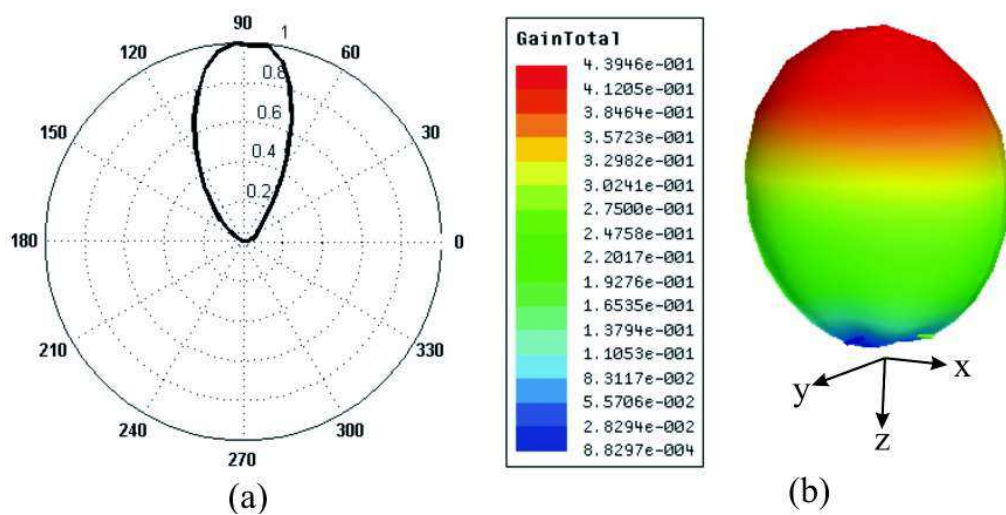 90
1
120
60
0.8
0.6
150
30
0.4
0.2
180
0
210
330
240
300
270
(a)
GainTotal
4.3946e-001
4.1205e-001
3.8464e-001
3.5723e-001
3.2982e-001
3.0241e-001
2.7500e-001
2.4758e-001
2.2017e-001
1.9276e-001
1.6535e-001
1.3794e-001
1.1053e-001
8.3117e-002
5.5706e-002
2.8294e-002
8.8297e-004
x
y
z
(b)